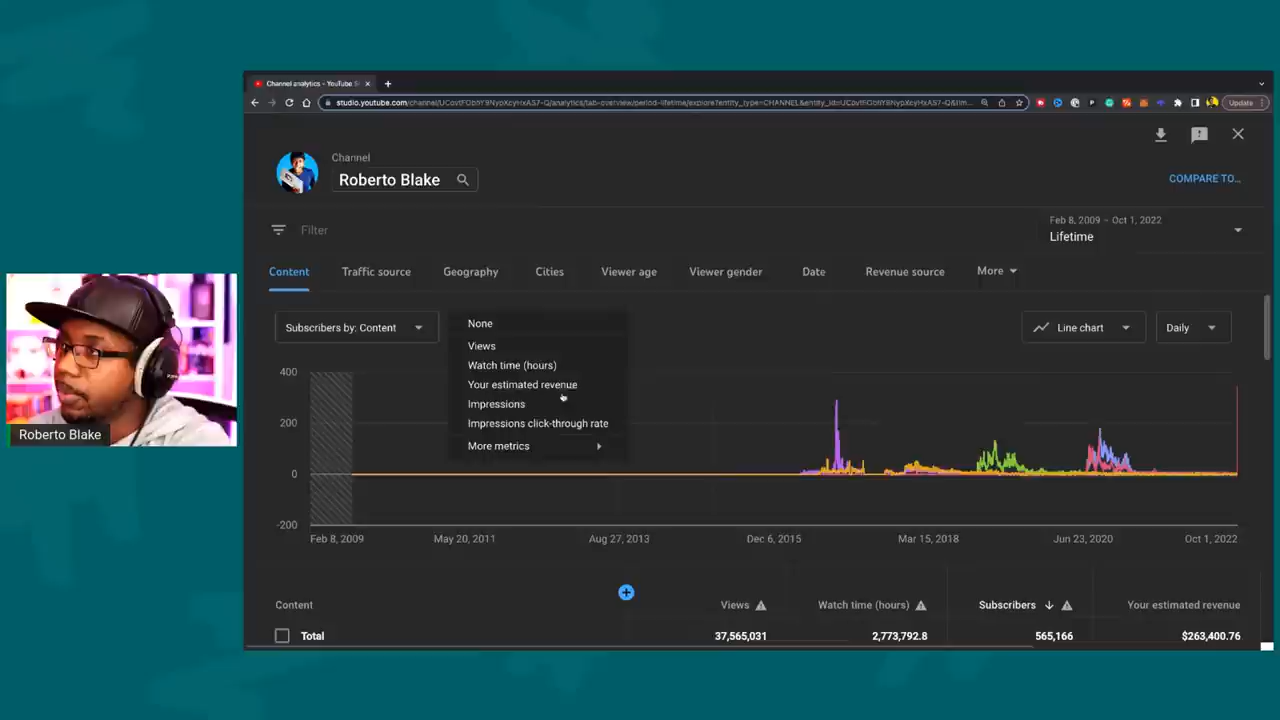 Channel analytics - YouTube S
Update
Channel
Roberto Blake
COMPARE TO...
Filter
Feb 8, 2009 – Oct 1, 2022
Lifetime
Content Traffic source Geography Cities Viewer age Viewer gender Date Revenue source More
Subscribers by: Content
Line chart
Daily
None
Views
Watch time (hours)
Your estimated revenue
Impressions
Impressions click-through rate
More metrics
400
200
0
-200
Feb 8, 2009 May 20, 2011 Aug 27, 2013 Dec 6, 2015 Mar 15, 2018 Jun 23, 2020 Oct 1, 2022
Content Views Watch time (hours) Subscribers Your estimated revenue
Total 37,565,031 2,773,792.8 565,166 $263,400.76
Roberto Blake